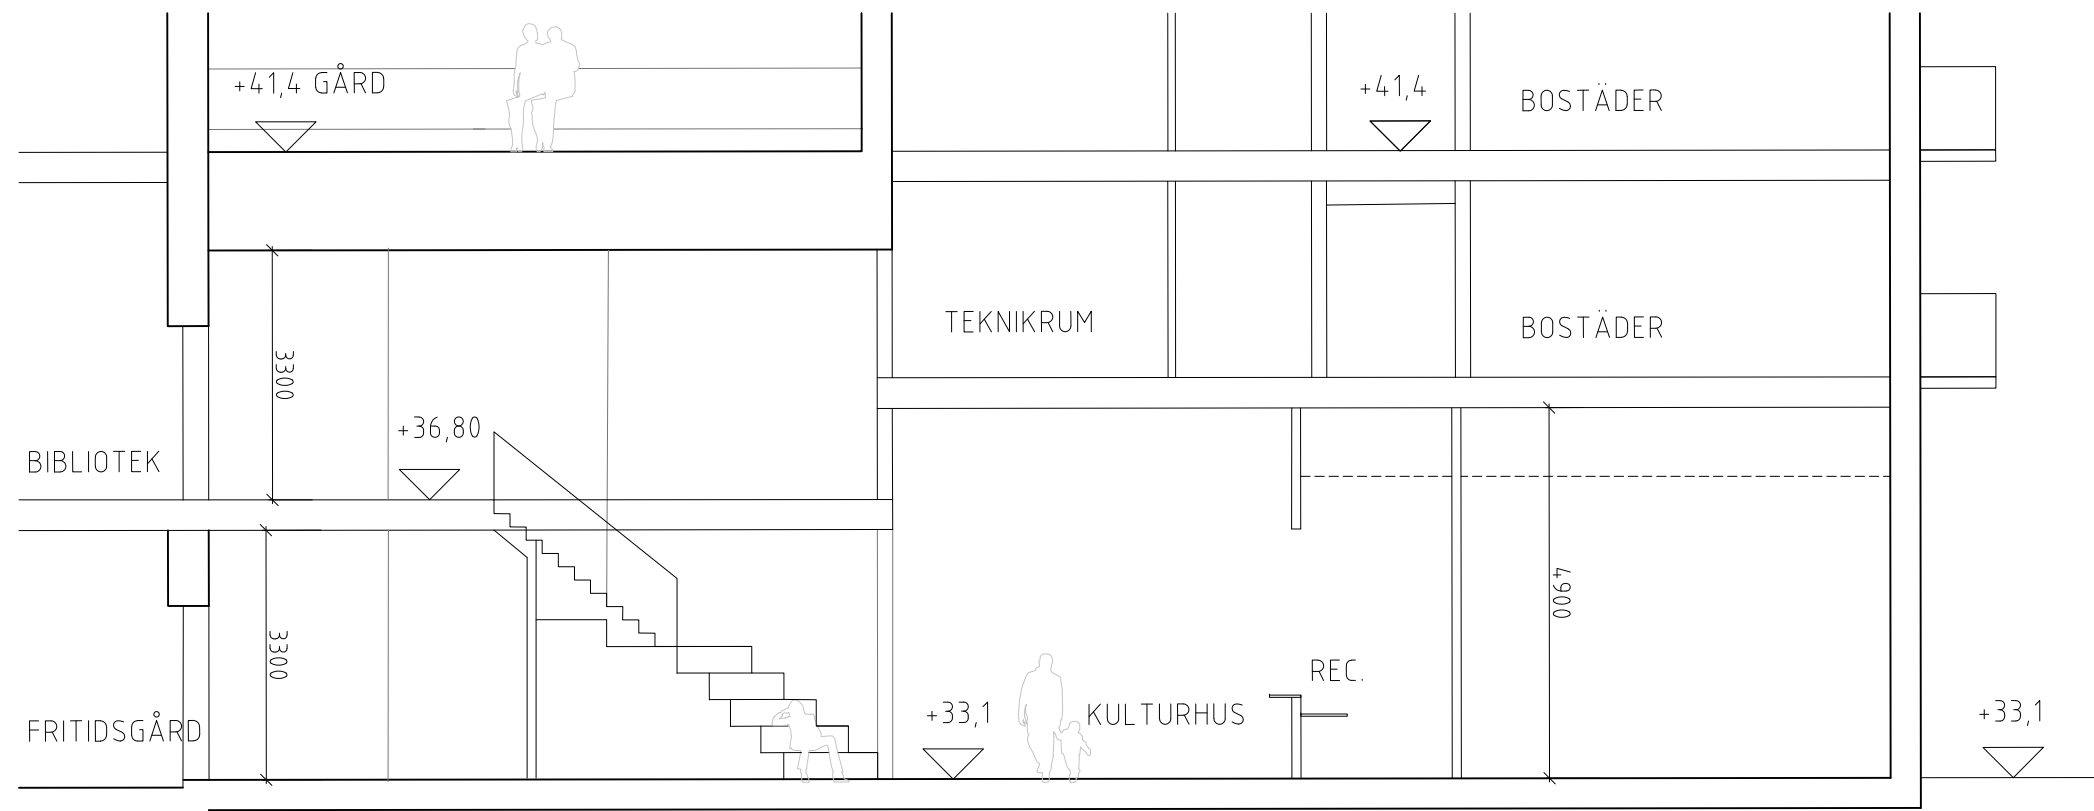 +41,4 GÅRD
+41,4
BOSTÄDER
TEKNIKRUM
BOSTÄDER
3300
+36,80
BIBLIOTEK
4900
3300
REC.
FRITIDSGÅRD
+33,1
KULTURHUS
+33,1